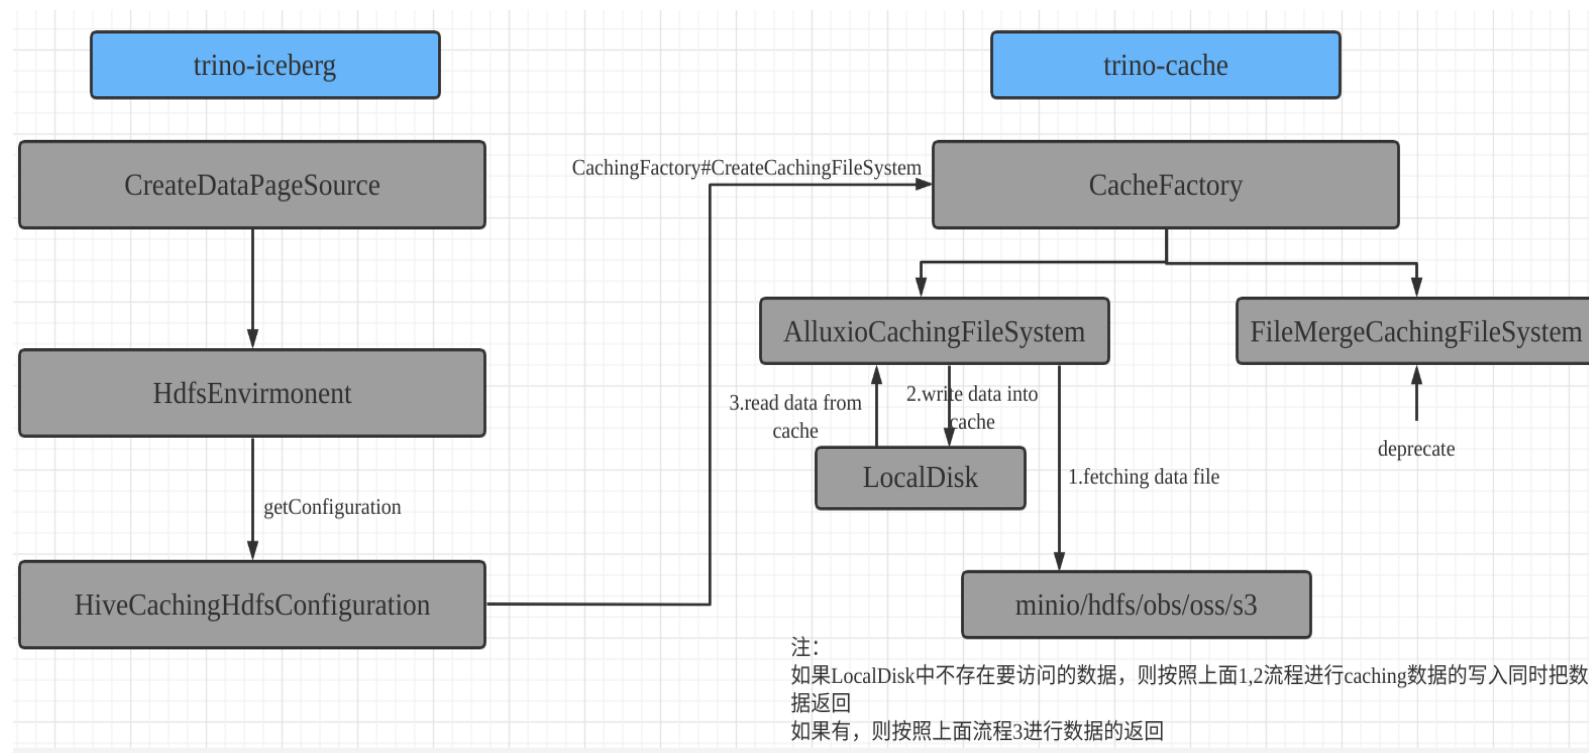 trino-iceberg
trino-cache
CreateDataPageSource
CachingFactory#CreateCachingFileSystem
CacheFactory
HdfsEnvirmonent
AlluxioCachingFileSystem
FileMergeCachingFileSystem
3.read data from
cache
2.write data into
cache
LocalDisk
1.fetching data file
deprecate
getConfiguration
HiveCachingHdfsConfiguration
minio/hdfs/obs/oss/s3
注：
如果LocalDisk中不存在要访问的数据，则按照上面1,2流程进行caching数据的写入同时把数
据返回
如果有，则按照上面流程3进行数据的返回